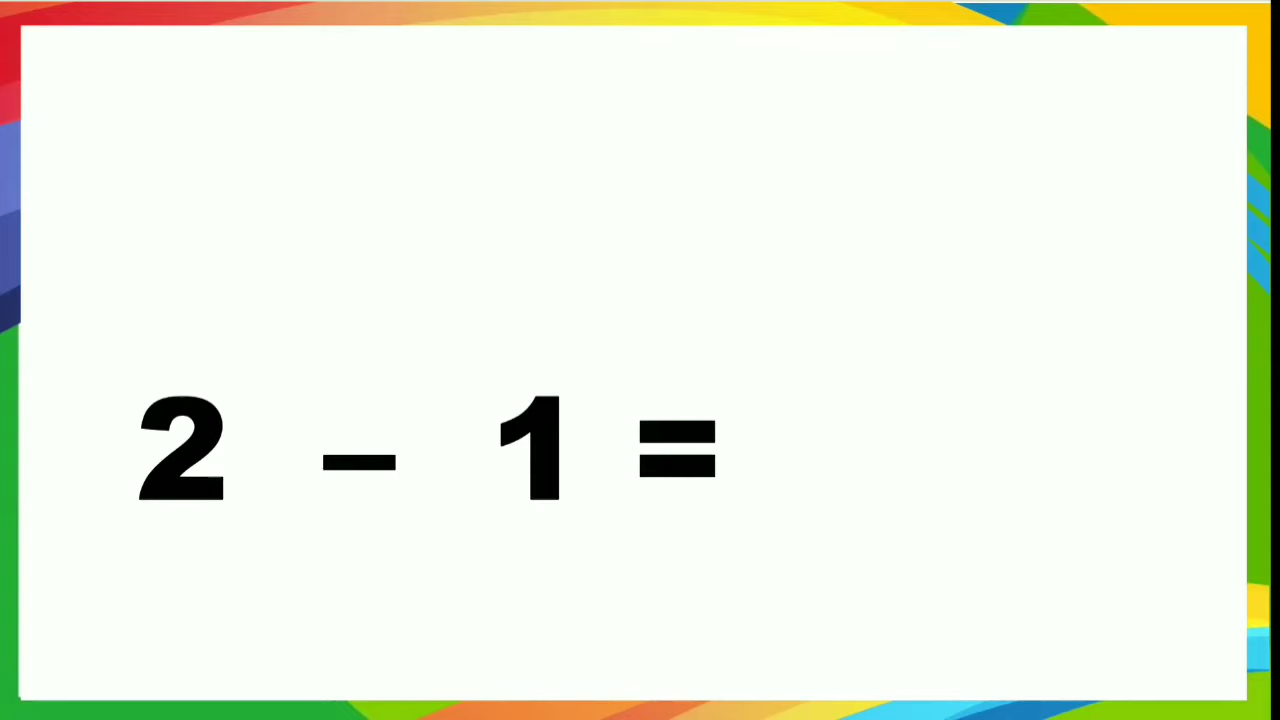 2 – 1 =